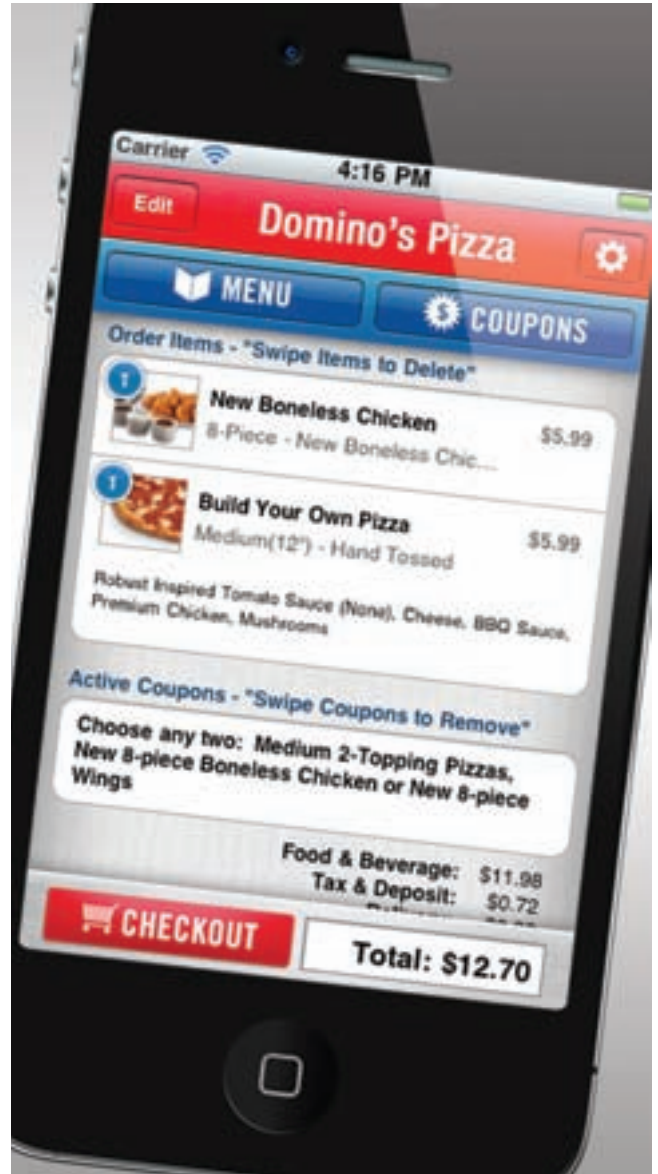 Carrier
4:16 PM
Edit
Domino's Pizza
MENU
COUPONS
Order Items - "Swipe Items to Delete"
1
New Boneless Chicken
$5.99
8-Piece - New Boneless Chic...
1
Build Your Own Pizza
$5.99
Medium(12") - Hand Tossed
Robust Inspired Tomato Sauce (None), Cheese, BBQ Sauce,
Premium Chicken, Mushrooms
Active Coupons - "Swipe Coupons to Remove"
Choose any two: Medium 2-Topping Pizzas,
New 8-piece Boneless Chicken or New 8-piece
Wings
Food & Beverage: $11.98
Tax & Deposit: $0.72
CHECKOUT
Total: $12.70